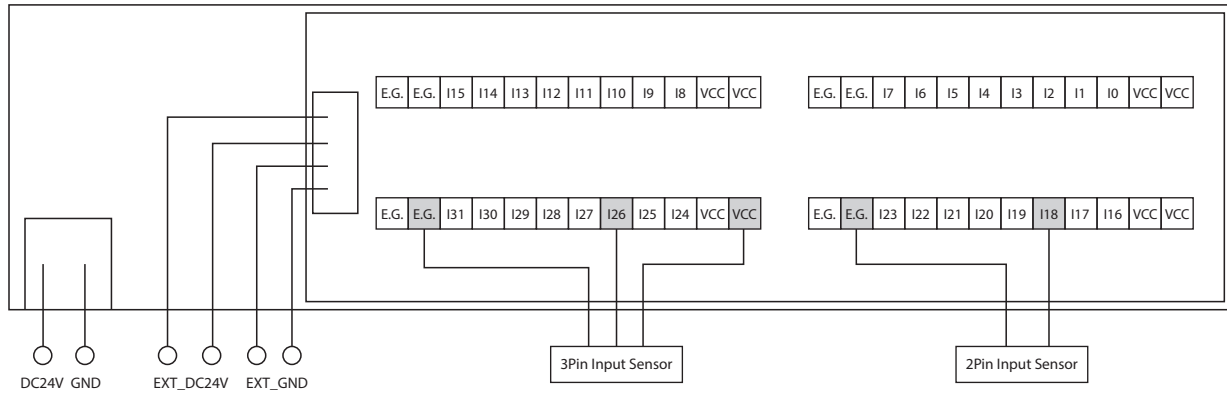 E.G. E.G. I15 I14 I13 I12 I11 I10 I9 I8 VCC VCC
E.G. E.G. I7 I6 I5 I4 I3 I2 I1 I0 VCC VCC
E.G. E.G. I31 I30 I29 I28 I27 I26 I25 I24 VCC VCC
E.G. E.G. I23 I22 I21 I20 I19 I18 I17 I16 VCC VCC
3Pin Input Sensor
2Pin Input Sensor
DC24V GND EXT_DC24V EXT_GND